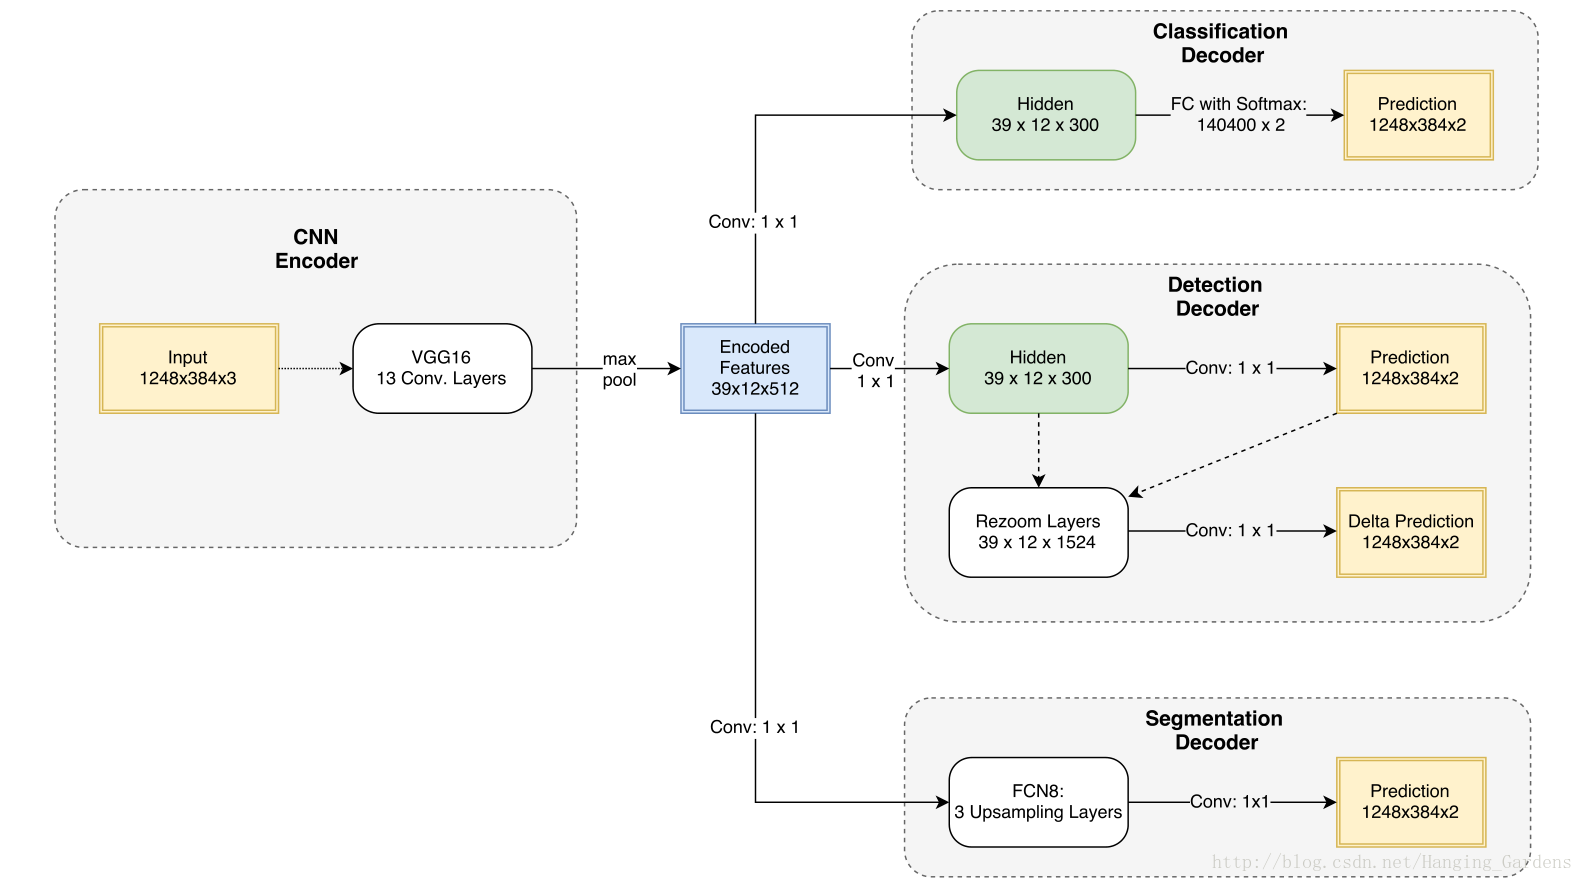 Classification
Decoder
Hidden
39 x 12 x 300
FC with Softmax:
140400 x 2
Prediction
1248x384x2
Conv: 1 x 1
CNN
Encoder
Input
1248x384x3
VGG16
13 Conv. Layers
max
pool
Encoded
Features
39x12x512
Conv
1 x 1
Detection
Decoder
Hidden
39 x 12 x 300
Conv: 1 x 1
Prediction
1248x384x2
Rezoom Layers
39 x 12 x 1524
Conv: 1 x 1
Delta Prediction
1248x384x2
Conv: 1 x 1
Segmentation
Decoder
FCN8:
3 Upsampling Layers
Conv: 1x1
Prediction
1248x384x2
http://blog.csdn.net/Hanging_Gardens